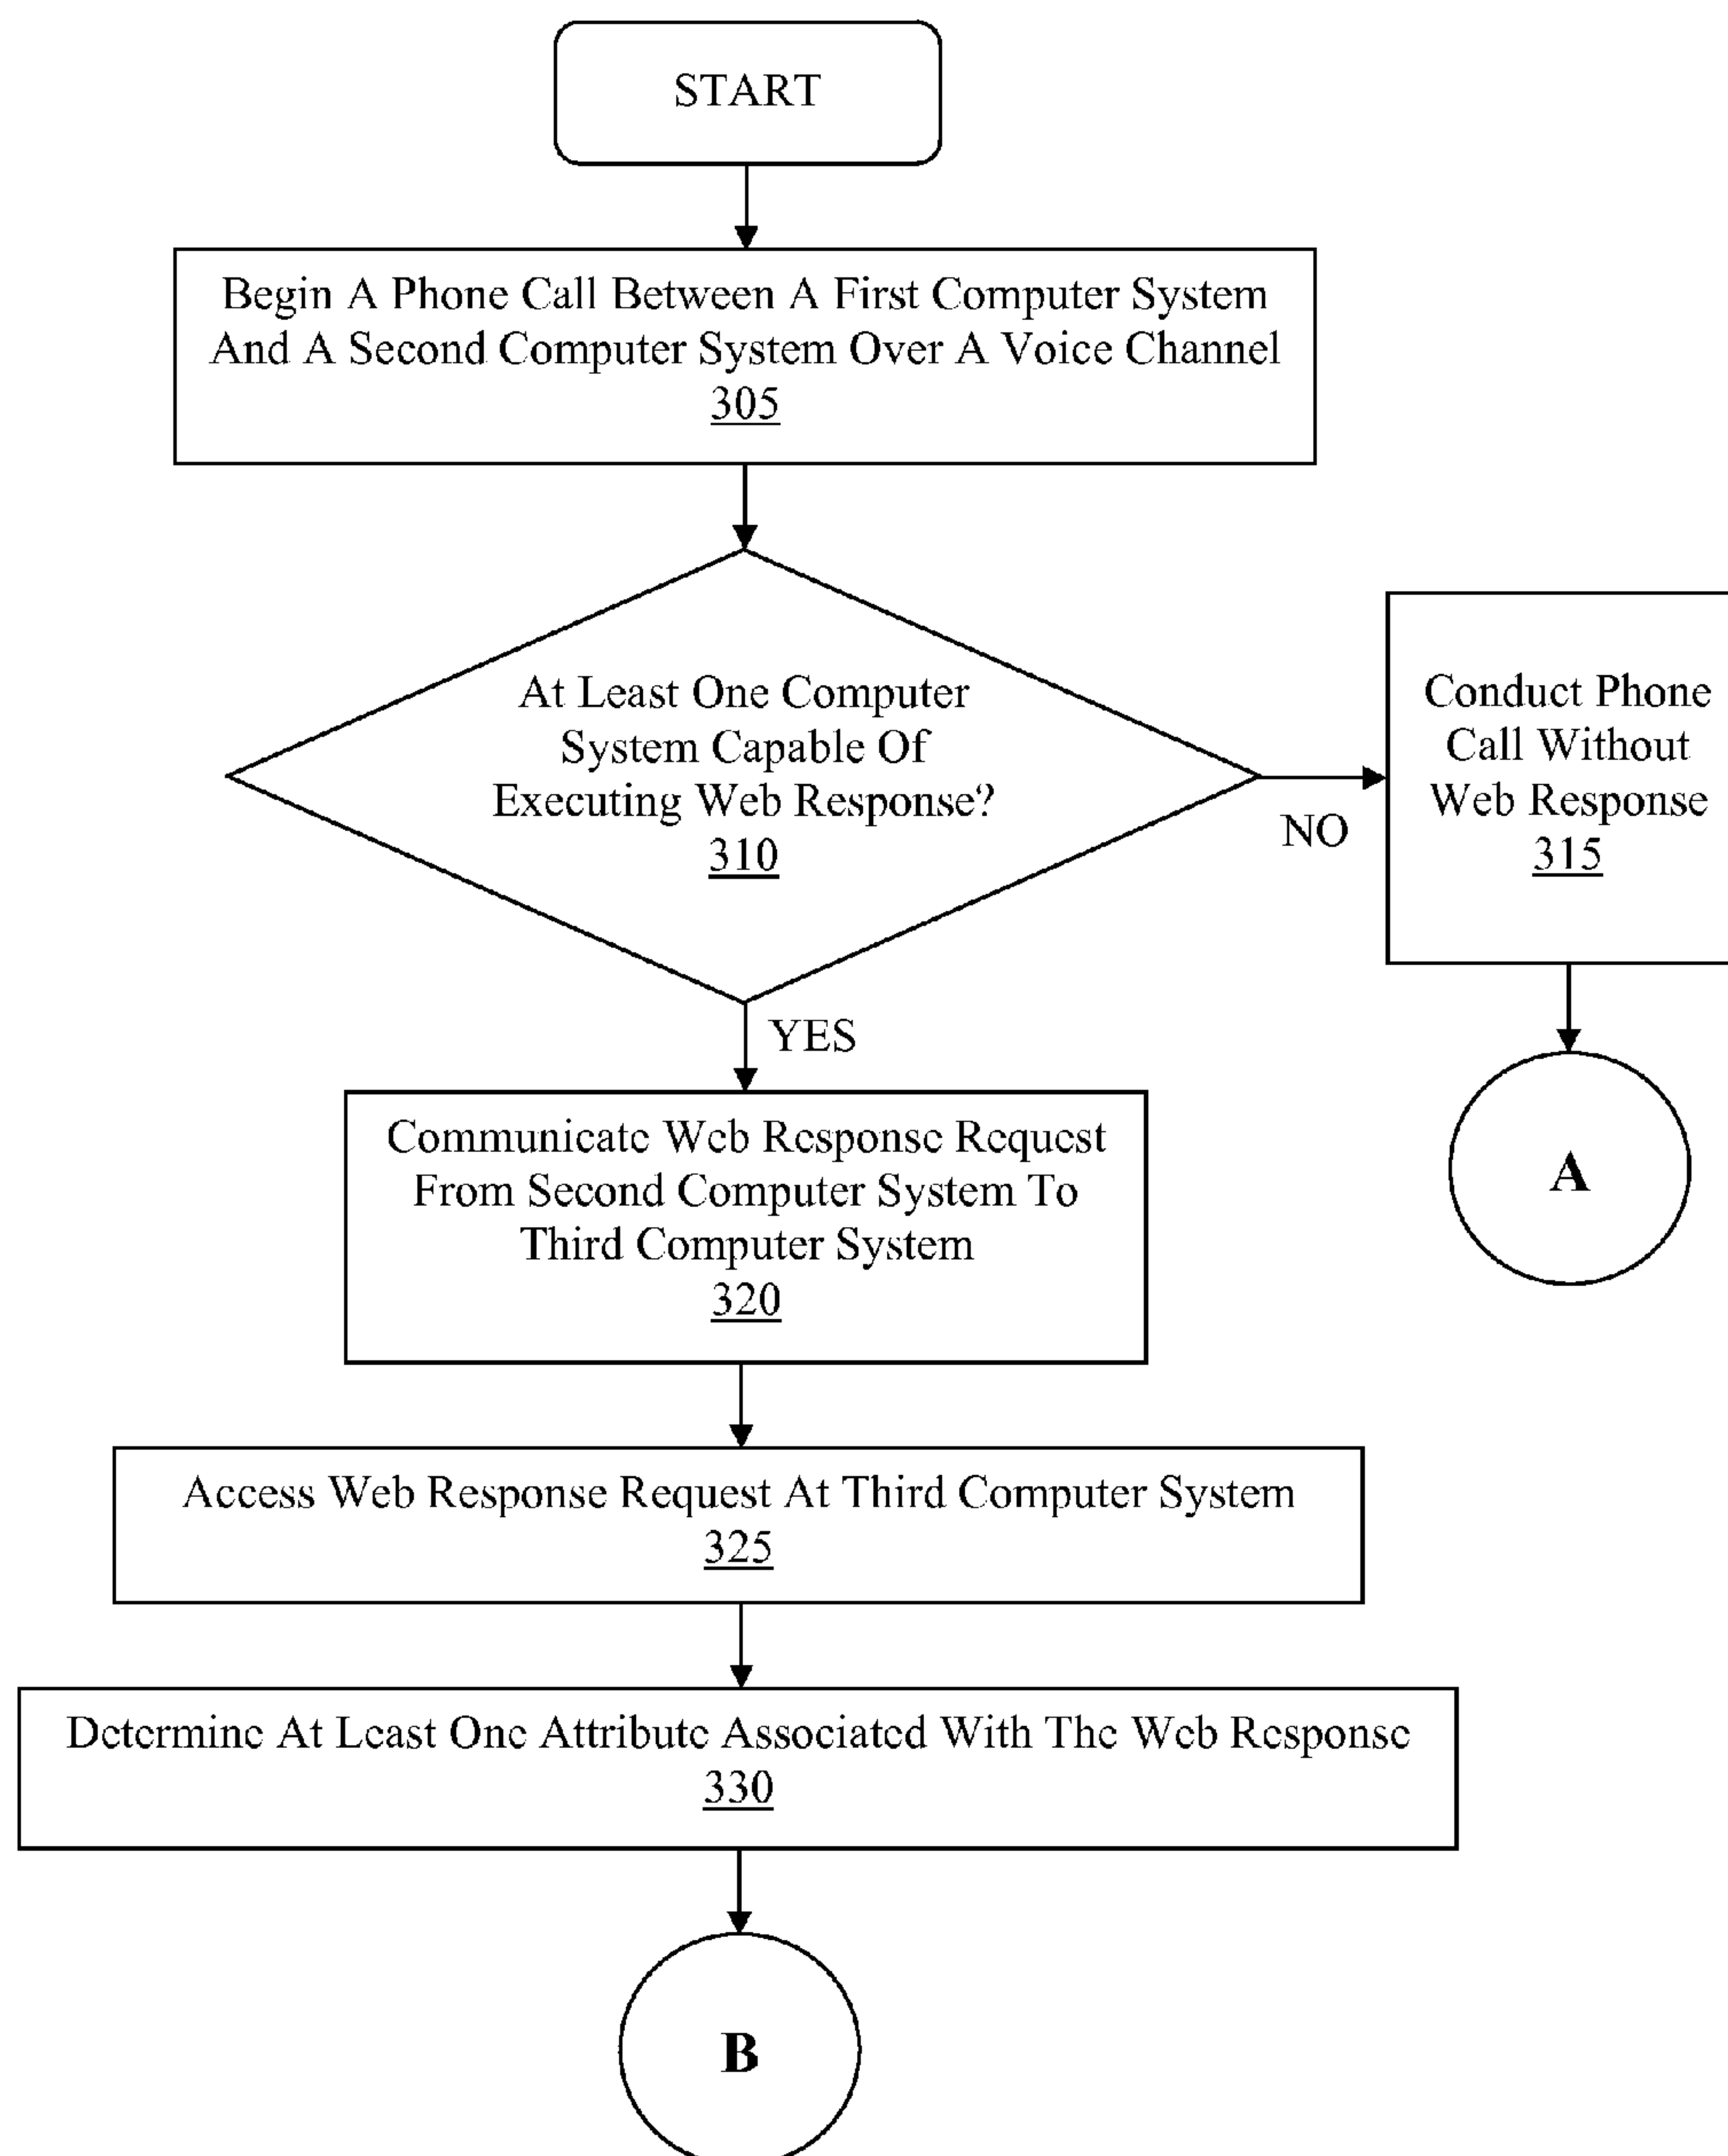 START
Begin A Phone Call Between A First Computer System
And A Second Computer System Over A Voice Channel
305
At Least One Computer
System Capable Of
Executing Web Response?
310
NO
Conduct Phone
Call Without
Web Response
315
YES
A
Communicate Web Response Request
From Second Computer System To
Third Computer System
320
Access Web Response Request At Third Computer System
325
Determine At Least One Attribute Associated With The Web Response
330
B